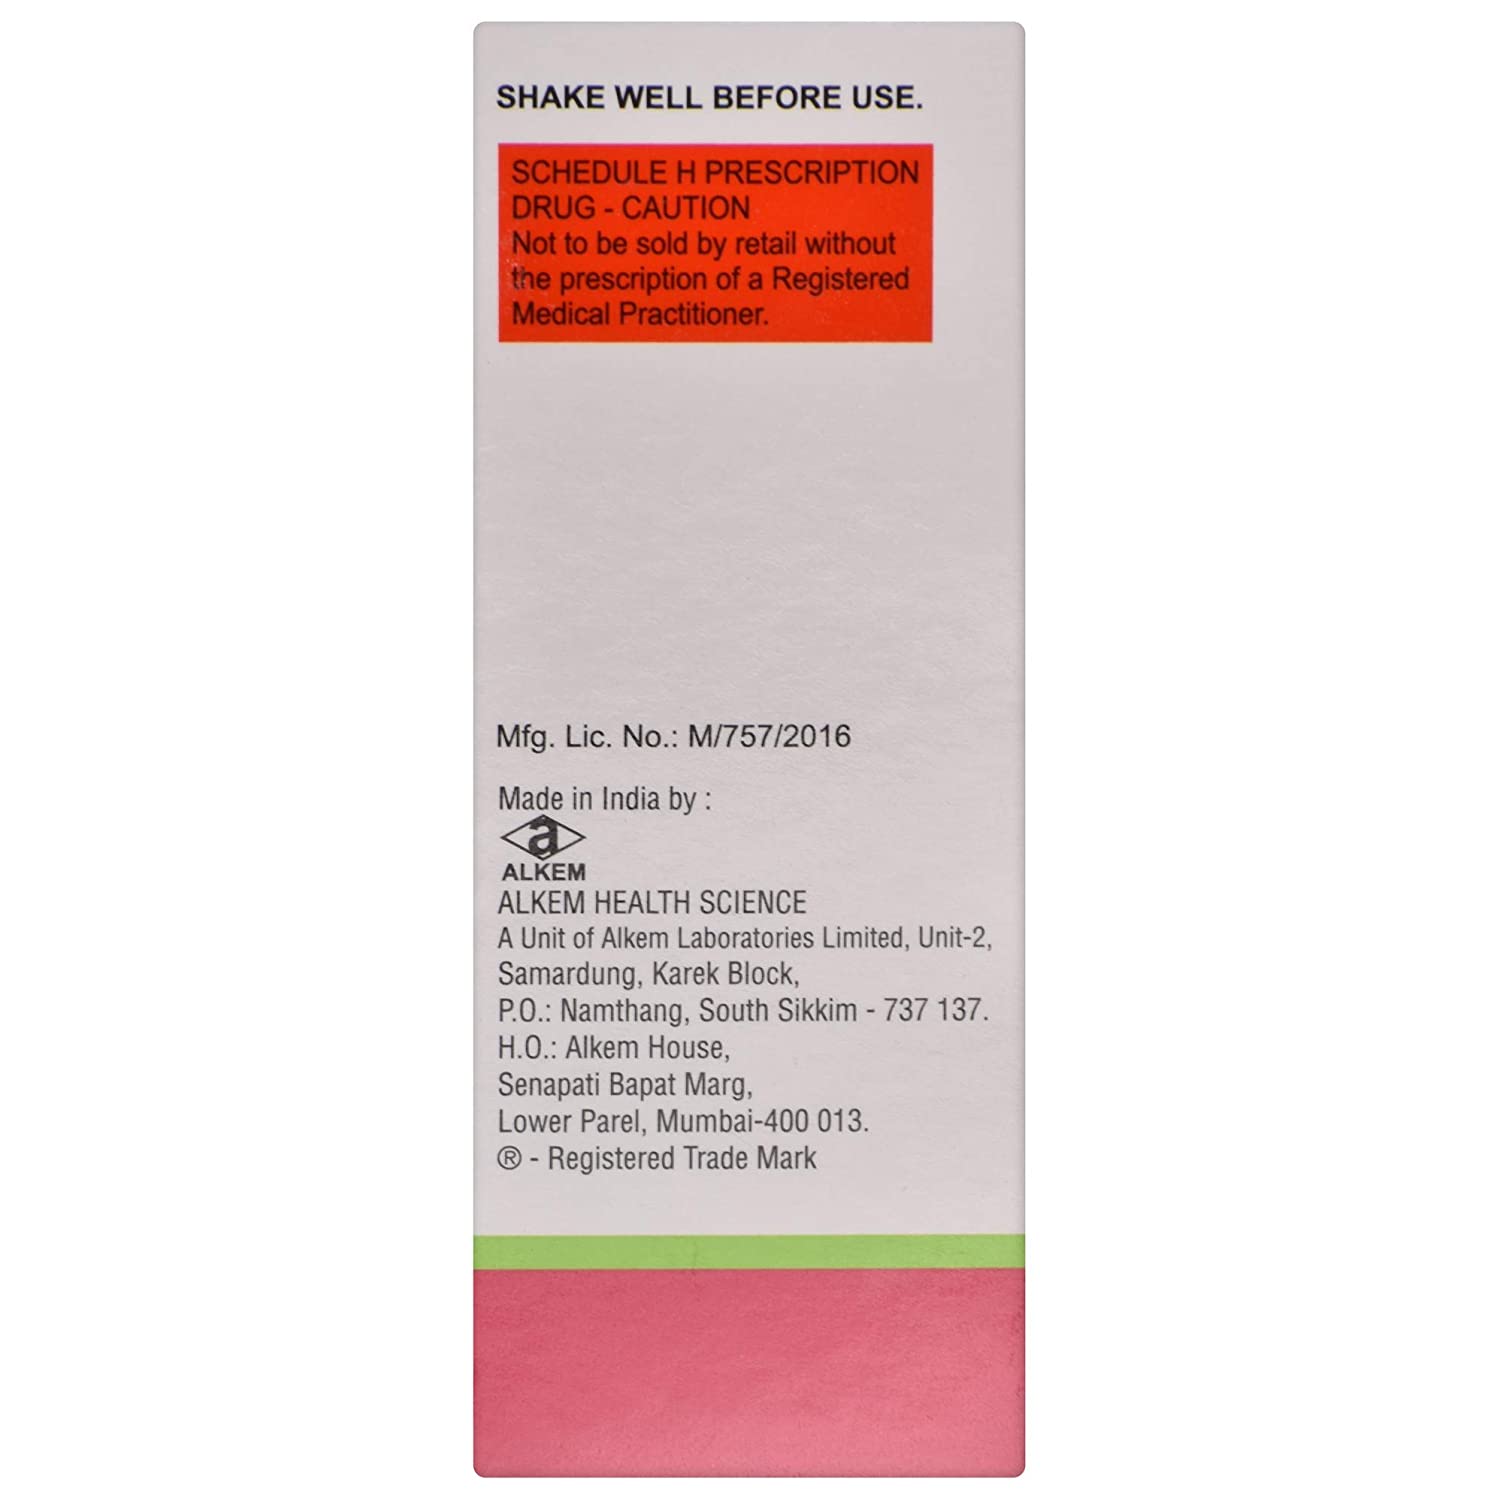 SHAKE WELL BEFORE USE.
SCHEDULE H PRESCRIPTION
DRUG - CAUTION
Not to be sold by retail without
the prescription of a Registered
Medical Practitioner.
Mfg. Lic. No.: M/757/2016
Made in India by :
a
ALKEM
ALKEM HEALTH SCIENCE
A Unit of Alkem Laboratories Limited, Unit-2,
Samardung, Karek Block,
P.O.: Namthang, South Sikkim - 737 137.
H.O.: Alkem House,
Senapati Bapat Marg,
Lower Parel, Mumbai-400 013.
® - Registered Trade Mark